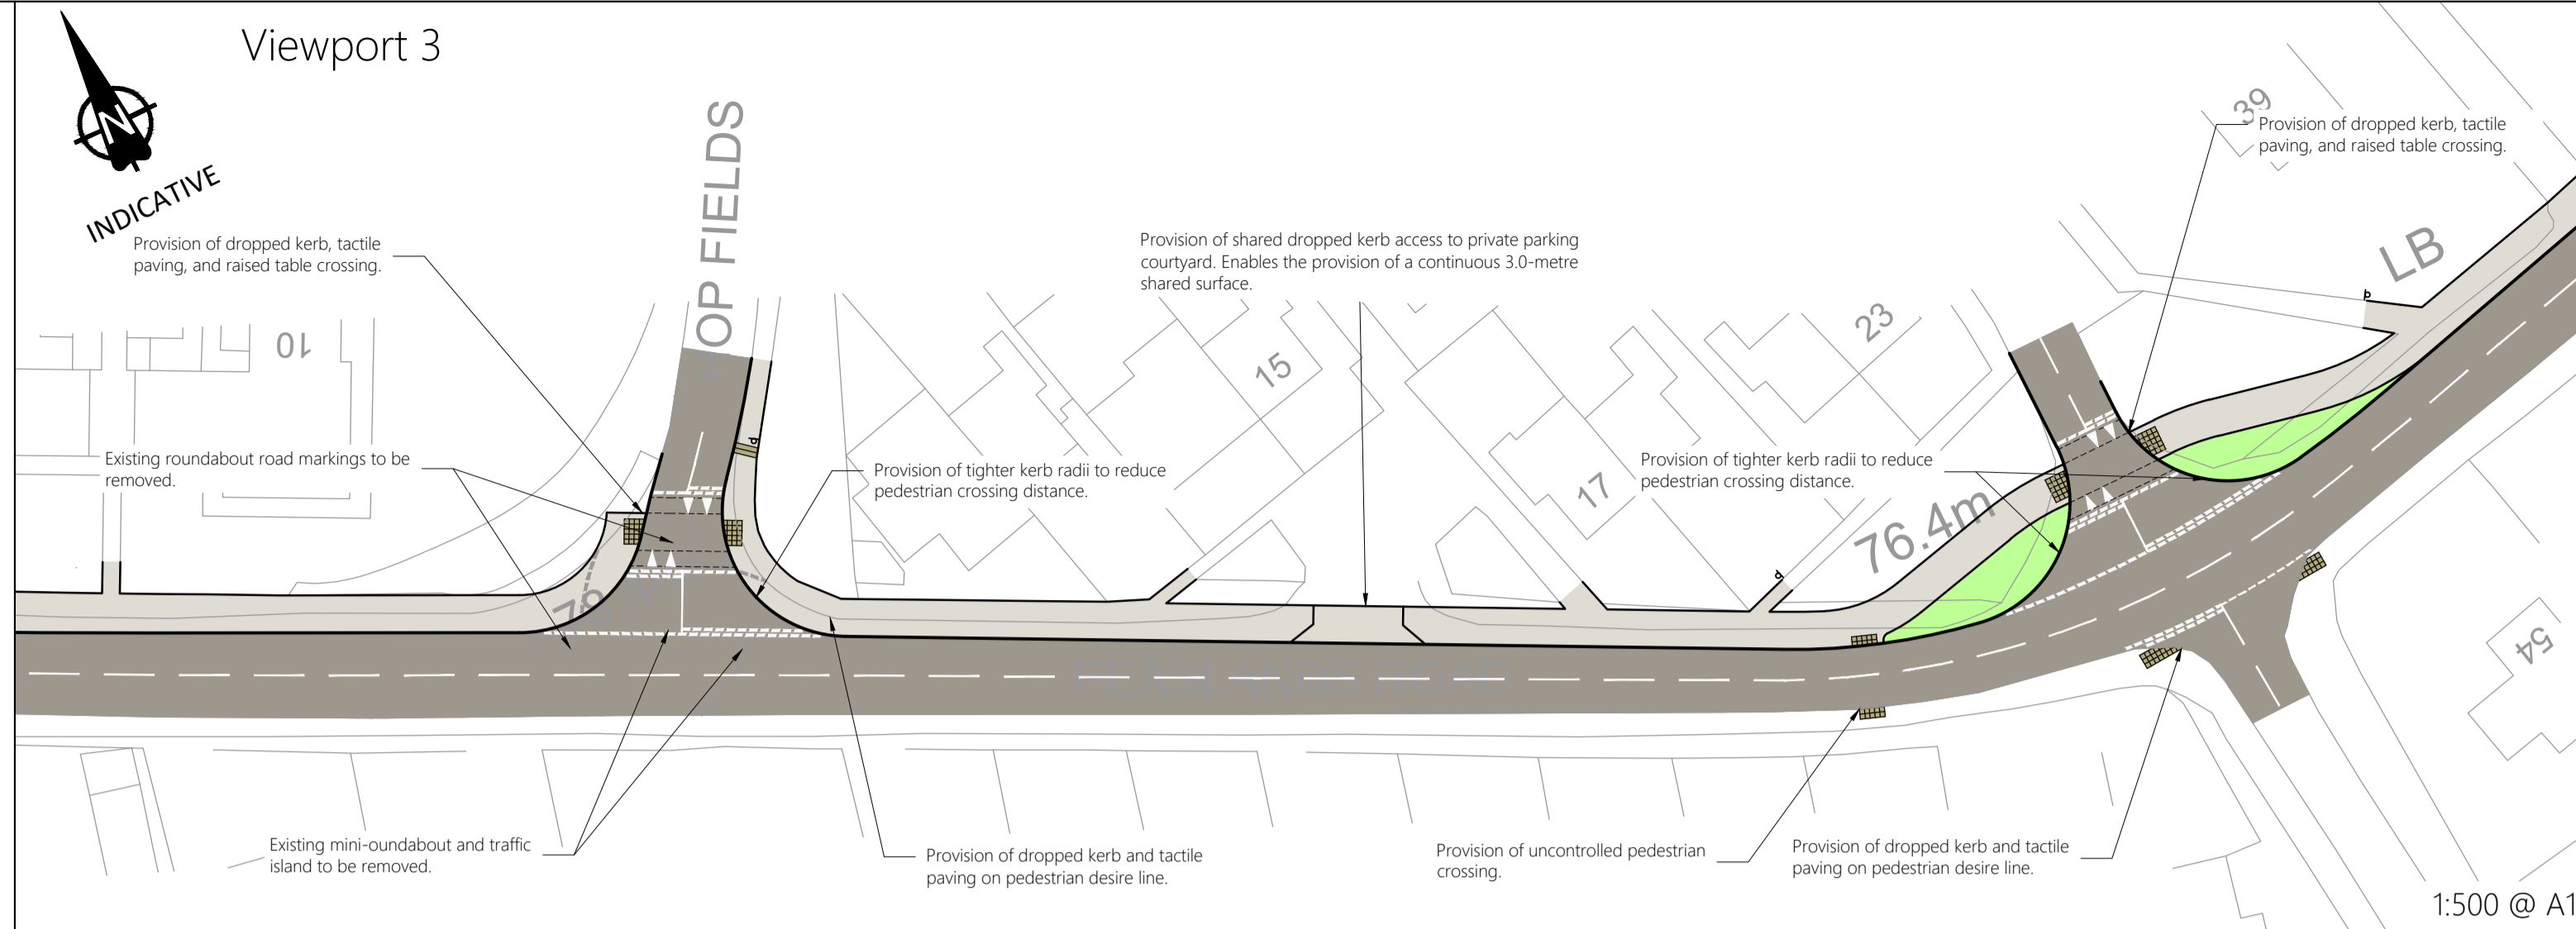 Viewport 3
N
INDICATIVE
HOP FIELDS
39
Provision of dropped kerb, tactile
paving, and raised table crossing.
LB
Provision of dropped kerb, tactile
paving, and raised table crossing.
Provision of shared dropped kerb access to private parking
courtyard. Enables the provision of a continuous 3.0-metre
shared surface.
10
15
23
Existing roundabout road markings to be
removed.
Provision of tighter kerb radii to reduce
pedestrian crossing distance.
17
Provision of tighter kerb radii to reduce
pedestrian crossing distance.
76.4m
54
PEASLANDS ROAD
Existing mini-oundabout and traffic
island to be removed.
Provision of dropped kerb and tactile
paving on pedestrian desire line.
Provision of uncontrolled pedestrian
crossing.
Provision of dropped kerb and tactile
paving on pedestrian desire line.
1:500 @ A1